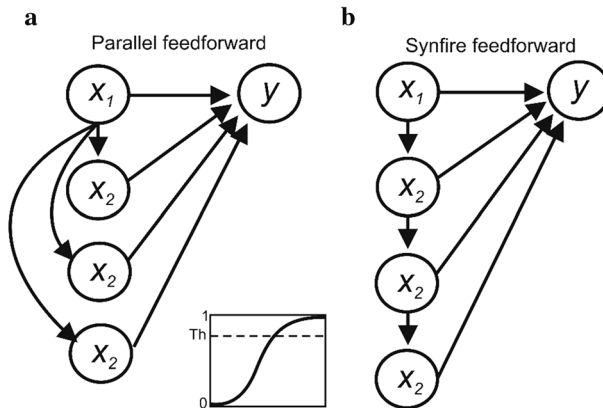 a
Parallel feedforward
x1
y
x2
x2
x2
1
Th
0
b
Synfire feedforward
x1
y
x2
x2
x2